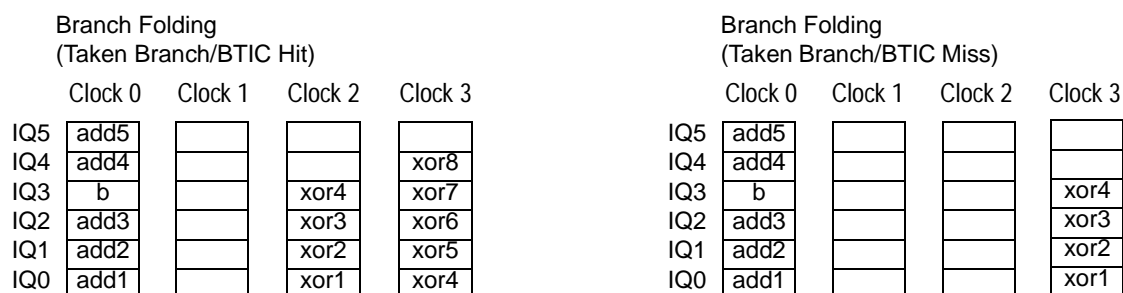 Branch Folding
(Taken Branch/BTIC Hit)
Clock 0 Clock 1 Clock 2 Clock 3
IQ5 add5
IQ4 add4 xor8
IQ3 b xor4 xor7
IQ2 add3 xor3 xor6
IQ1 add2 xor2 xor5
IQ0 add1 xor1 xor4
Branch Folding
(Taken Branch/BTIC Miss)
Clock 0 Clock 1 Clock 2 Clock 3
IQ5 add5
IQ4 add4
IQ3 b xor4
IQ2 add3 xor3
IQ1 add2 xor2
IQ0 add1 xor1